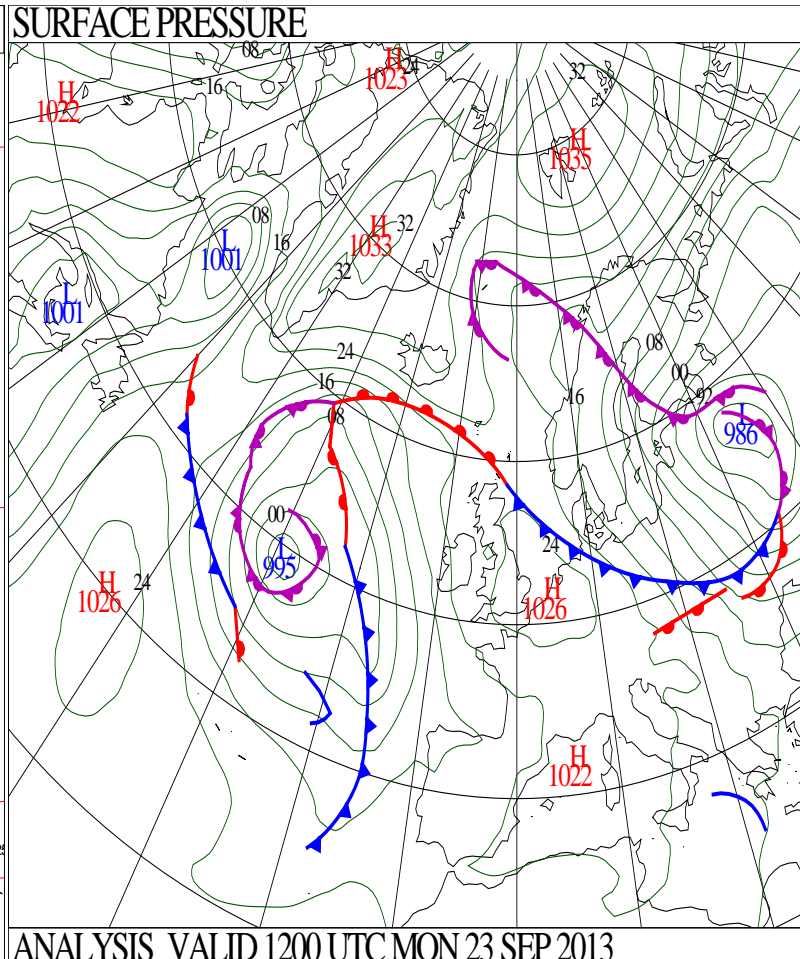 SURFACE PRESSURE
08
H
1023
24
32
16
H
1022
H
1035
08
H
1033
32
L
1001
16
32
L
1001
08
24
00
16
16
92
08
L
986
00
24
L
995
H
1026
24
H
1026
H
1022
ANALYSIS VALID 1200 UTC MON 23 SEP 2013